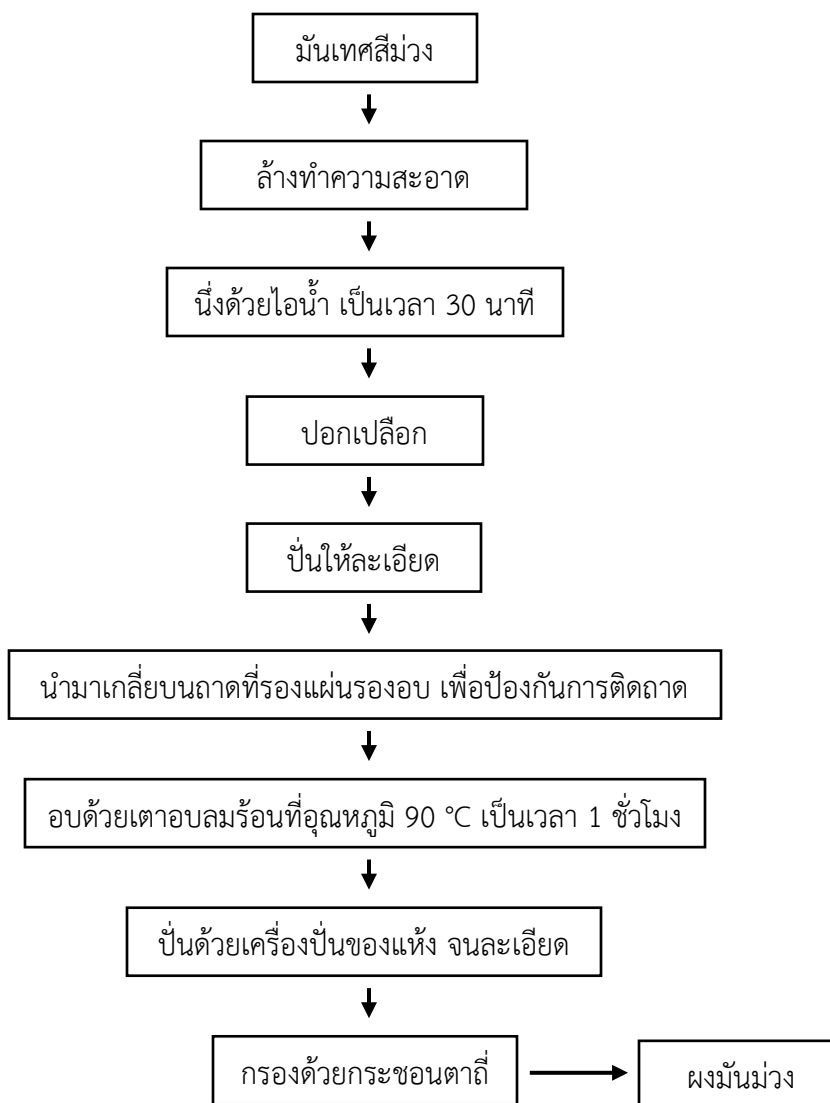 มันเทศสีม่วง
ล้างทำความสะอาด
นึ่งด้วยไอน้ำ เป็นเวลา 30 นาที
ปอกเปลือก
ปั่นให้ละเอียด
นำมาเกลี่ยบนถาดที่รองแผ่นรองอบ เพื่อป้องกันการติดถาด
อบด้วยเตาอบลมร้อนที่อุณหภูมิ 90 °C เป็นเวลา 1 ชั่วโมง
ปั่นด้วยเครื่องปั่นของแห้ง จนละเอียด
กรองด้วยกระชอนตาถี่
ผงมันม่วง